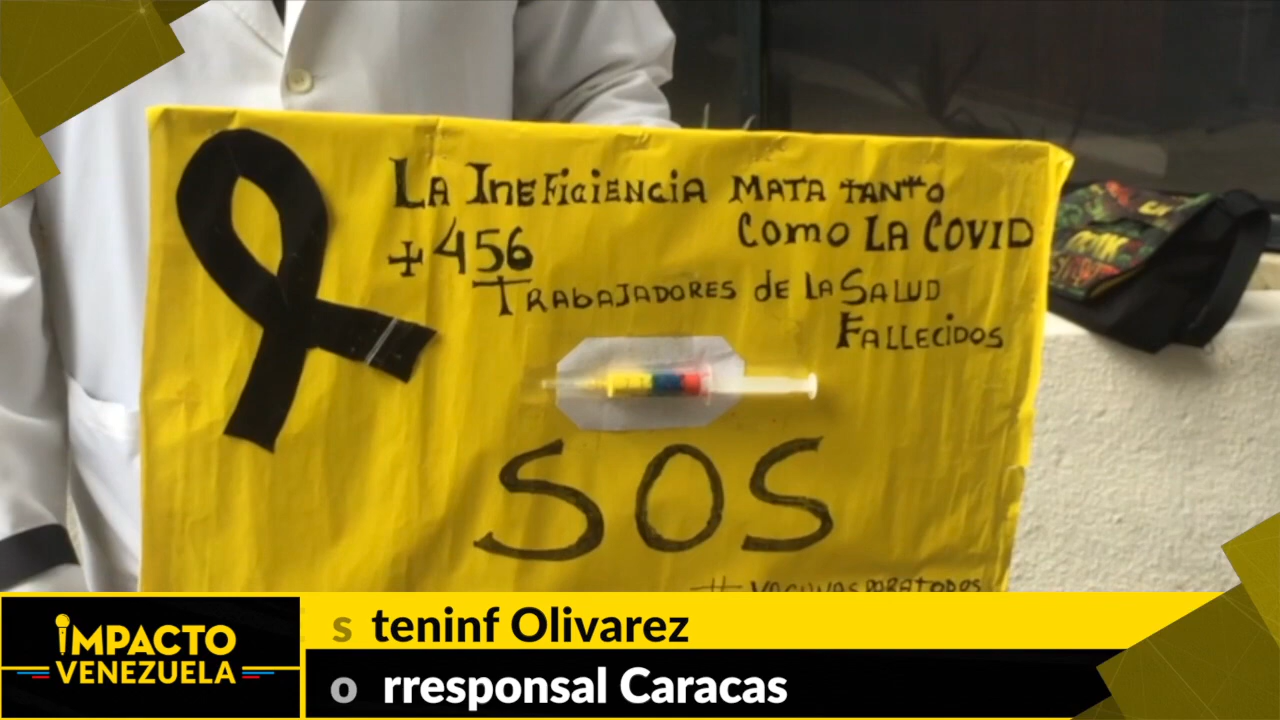 La Ineficiencia mata tanto
Como LA COVID
+456
Trabajadores de la Salud
Fallecidos
SOS
#vacunasparatodos
IMPACTO
VENEZUELA
s teninf Olivarez
o rresponsal Caracas